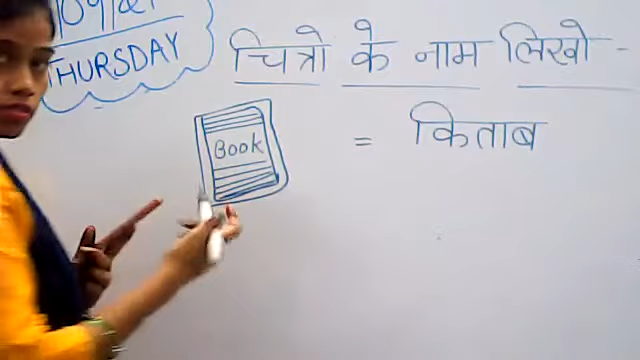 THURSDAY
चित्रो के नाम लिखो -
Book
= किताब